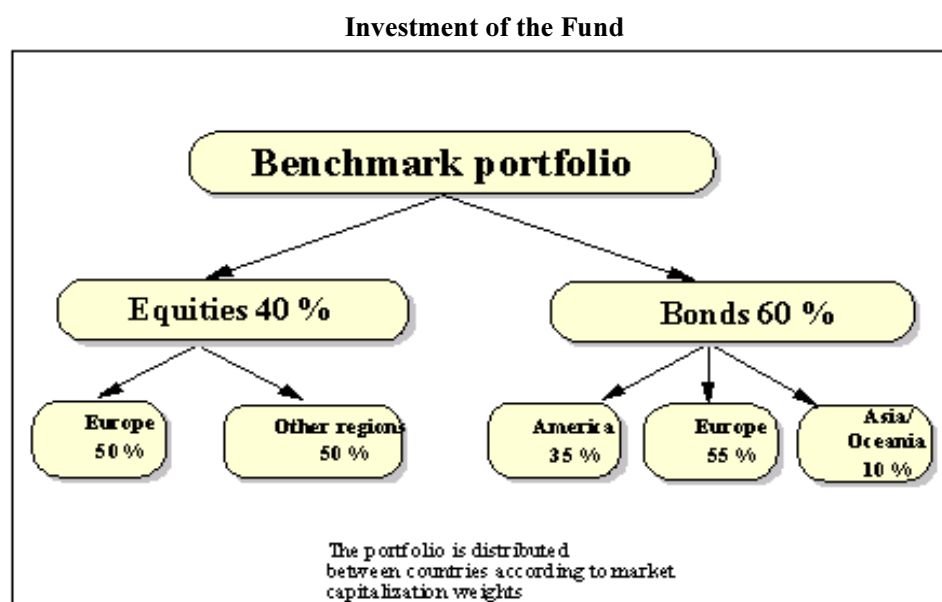 Investment of the Fund
Benchmark portfolio
Equities 40 %
Bonds 60 %
Europe
50 %
Other regions
50 %
America
35 %
Europe
55 %
Asia/
Oceania
10 %
The portfolio is distributed
between countries according to market
capitalization weights